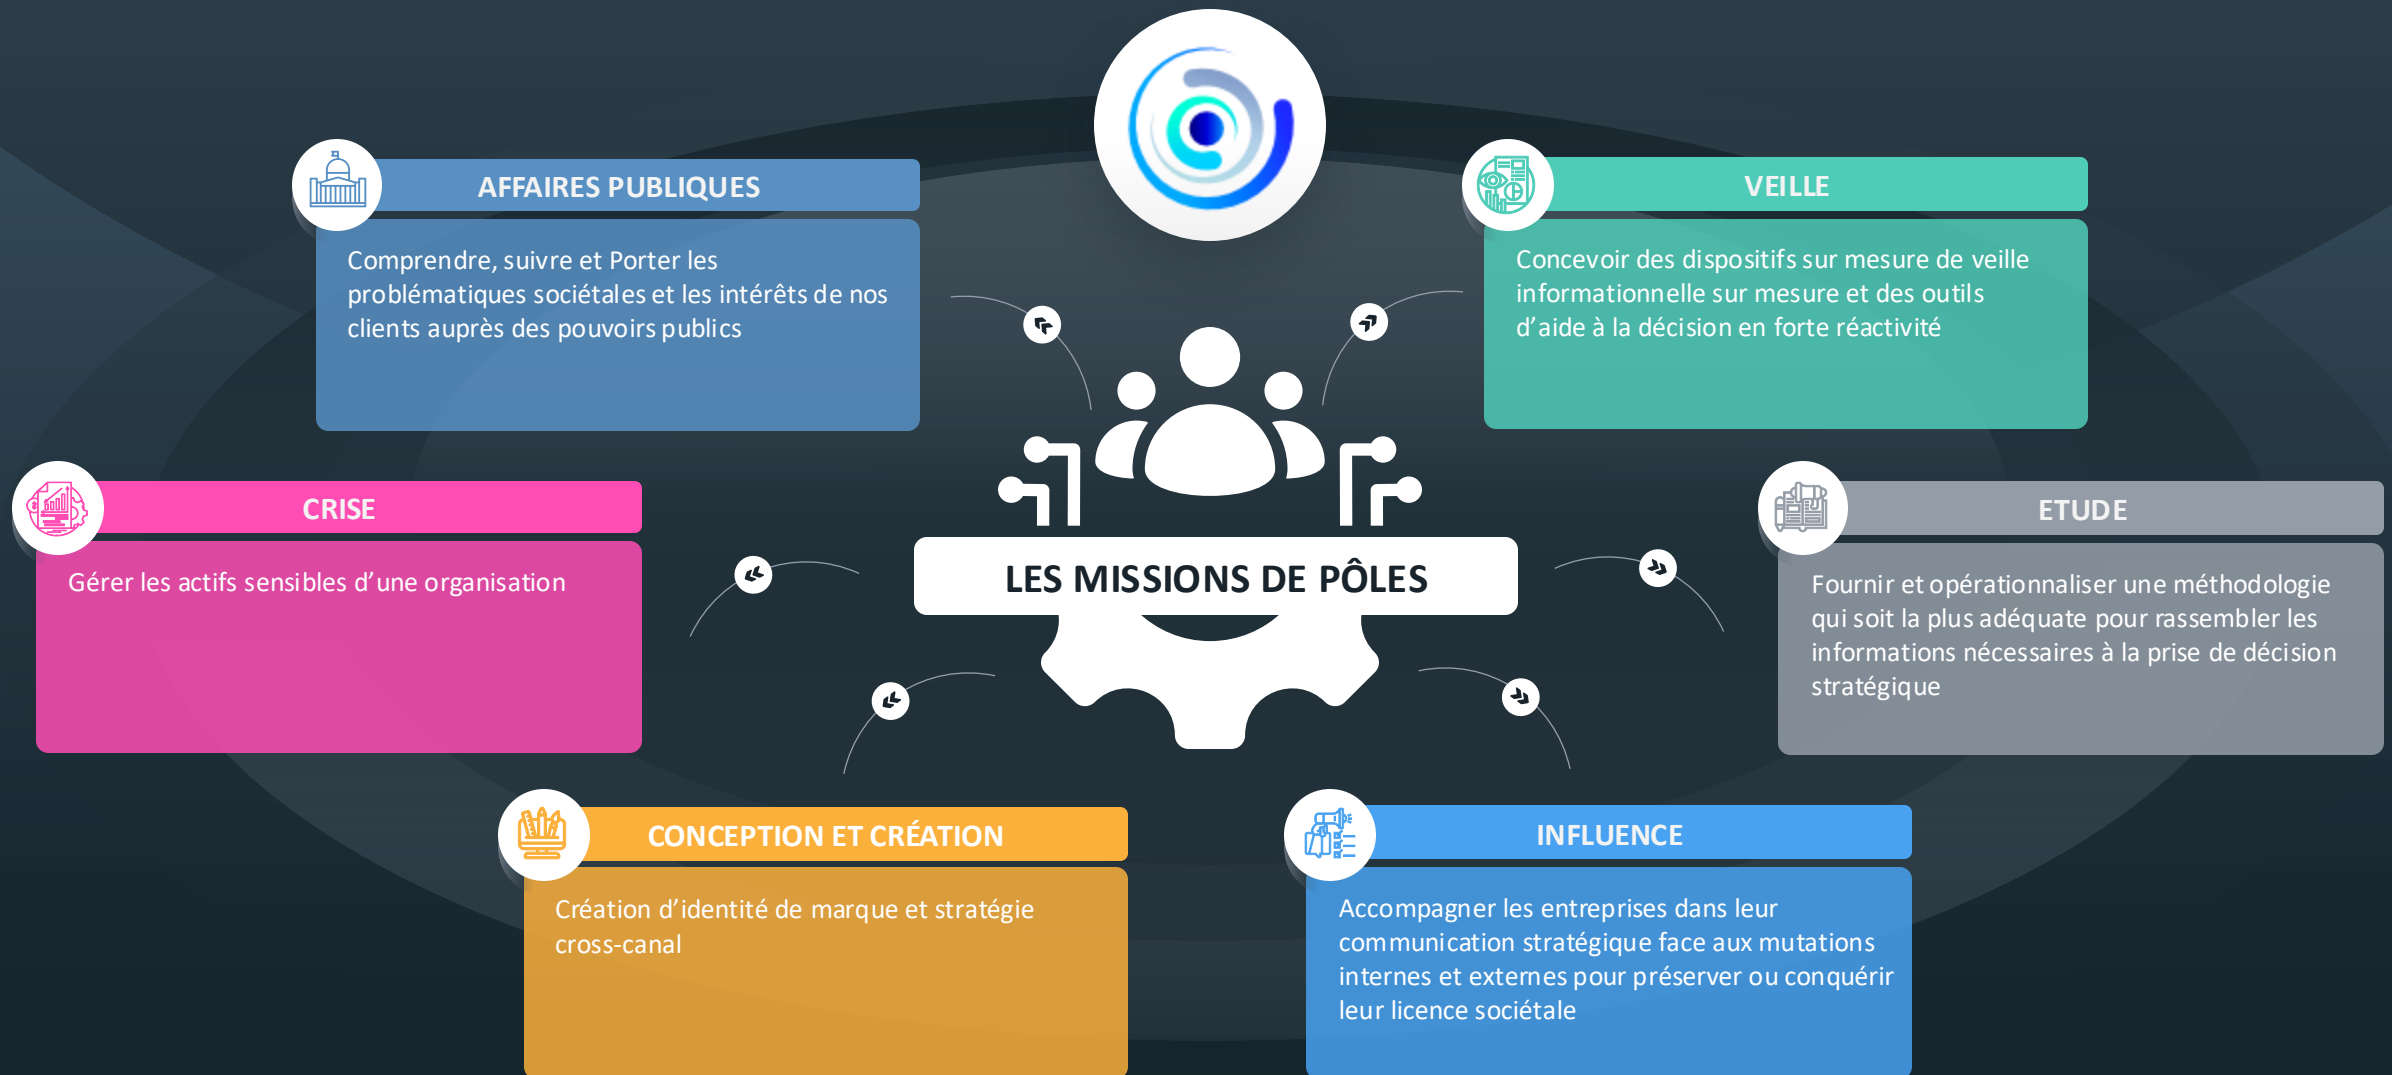 AFFAIRES PUBLIQUES
Comprendre, suivre et Porter les
problématiques sociétales et les intérêts de nos
clients auprès des pouvoirs publics
VEILLE
Concevoir des dispositifs sur mesure de veille
informationnelle sur mesure et des outils
d’aide à la décision en forte réactivité
CRISE
Gérer les actifs sensibles d’une organisation
LES MISSIONS DE PÔLES
ETUDE
Fournir et opérationnaliser une méthodologie
qui soit la plus adéquate pour rassembler les
informations nécessaires à la prise de décision
stratégique
CONCEPTION ET CRÉATION
Création d’identité de marque et stratégie
cross-canal
INFLUENCE
Accompagner les entreprises dans leur
communication stratégique face aux mutations
internes et externes pour préserver ou conquérir
leur licence sociétale